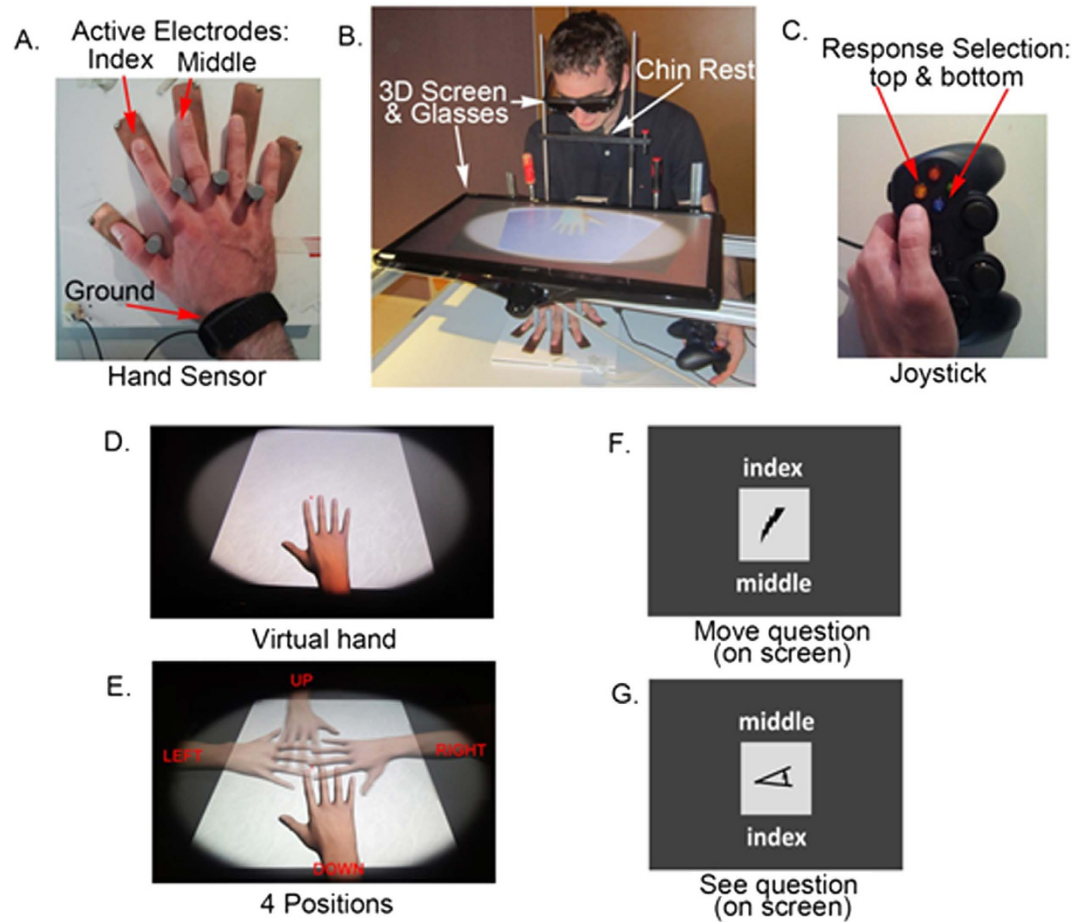 A.
Active Electrodes:
Index Middle
Ground
Hand Sensor
B.
3D Screen
& Glasses
Chin Rest
C.
Response Selection:
top & bottom
Joystick
D.
Virtual hand
E.
UP
LEFT
RIGHT
DOWN
4 Positions
F.
index
middle
Move question
(on screen)
G.
middle
index
See question
(on screen)